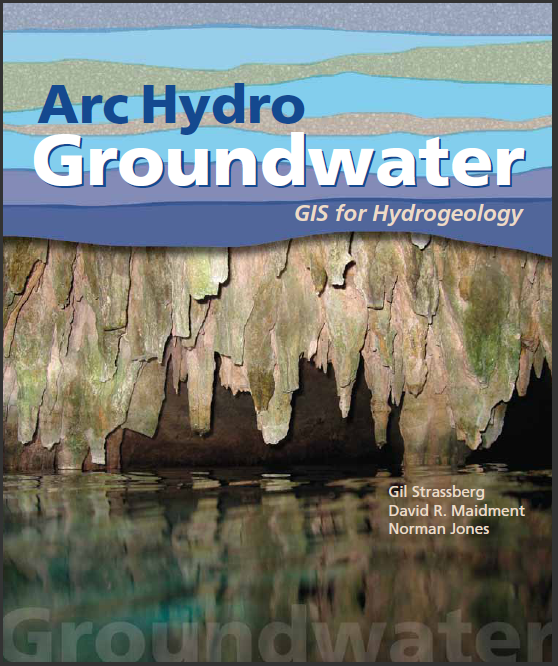 Arc Hydro
Groundwater
GIS for Hydrogeology
Gil Strassberg
David R. Maidment
Norman Jones
Groundwater